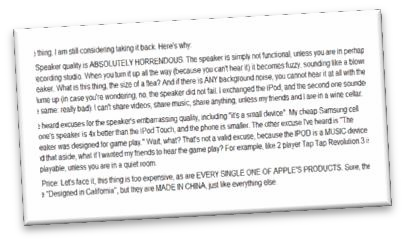 thing, I am still considering taking it back. Here's why:
Speaker quality is ABSOLUTELY HORRENDOUS. The speaker is simply not functional, unless you are in perhap
ecording studio. When you turn it up all the way (because you can't hear it) it becomes fuzzy, sounding like a blown
eaker. What is this thing, the size of a flea? And if there is ANY background noise, you cannot hear it at all with the
lume up (in case you're wondering, no, the speaker did not fail. I exchanged the iPod, and the second one sounde
same: really bad). I can't share videos, share music, share anything, unless my friends and i are in a wine cellar.
heard excuses for the speaker's embarrassing quality, including "it's a small device". My cheap Samsung cell
one's speaker is 4x better than the iPod Touch, and the phone is smaller. The other excuse I've heard is "The
was designed for game play." Wait, what? That's not a valid excuse, because the IPOD is a MUSIC device
d that aside, what if I wanted my friends to hear the game play? For example, like 2 player Tap Tap Revolution 3 is
playable, unless you are in a quiet room.
Price: Let's face it, this thing is too expensive, as are EVERY SINGLE ONE OF APPLE'S PRODUCTS. Sure, the
"Designed in California", but they are MADE IN CHINA, just like everything else